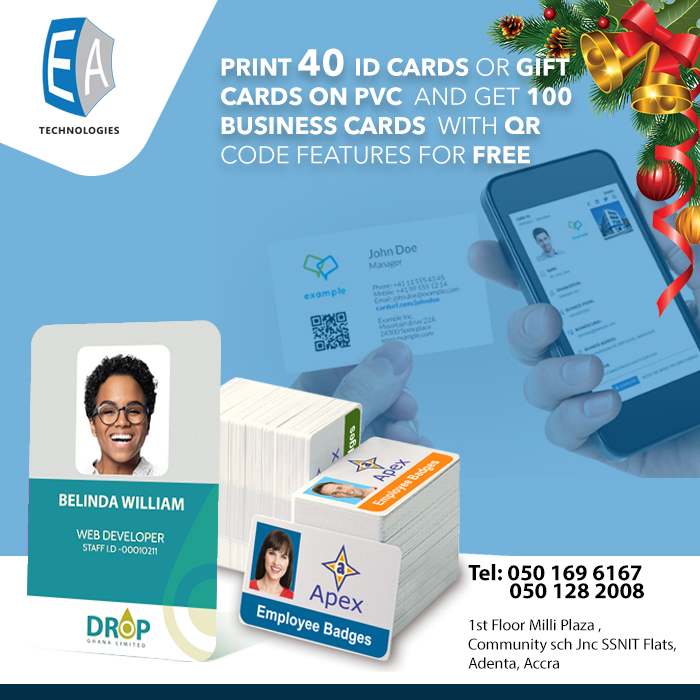 EA
TECHNOLOGIES
PRINT 40 ID CARDS OR GIFT
CARDS ON PVC AND GET 100
BUSINESS CARDS WITH QR
CODE FEATURES FOR FREE
John Doe
Manager
example
Example Inc.
BELINDA WILLIAM
WEB DEVELOPER
STAFF I.D -00010211
DROP
GHANA LIMITED
Apex
Employee Badges
a
Apex
Employee Badges
Tel: 050 169 6167
050 128 2008
1st Floor Milli Plaza ,
Community sch Jnc SSNIT Flats,
Adenta, Accra